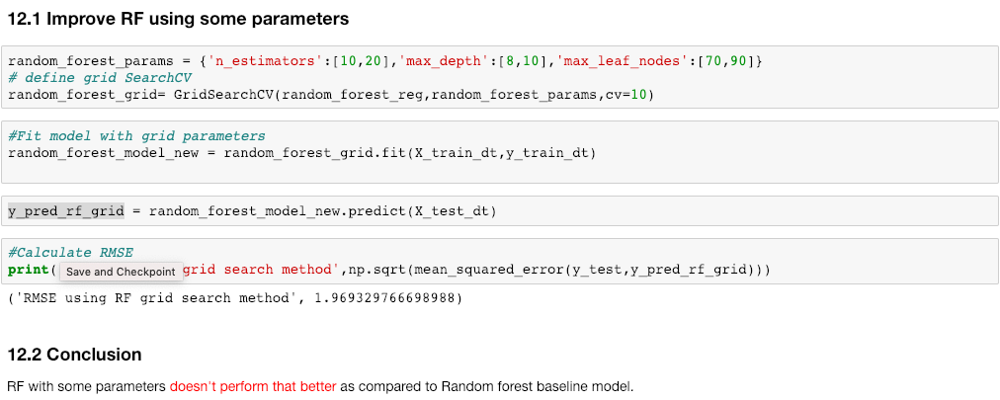 12.1 Improve RF using some parameters
random_forest_params = {'n_estimators':[10,20],'max_depth':[8,10],'max_leaf_nodes':[70,90]}
# define grid SearchCV
random_forest_grid= GridSearchCV(random_forest_reg,random_forest_params,cv=10)
#Fit model with grid parameters
random_forest_model_new = random_forest_grid.fit(X_train_dt,y_train_dt)
y_pred_rf_grid = random_forest_model_new.predict(X_test_dt)
#Calculate RMSE
print( Save and Checkpoint grid search method',np.sqrt(mean_squared_error(y_test,y_pred_rf_grid)))
('RMSE using RF grid search method', 1.969329766698988)
12.2 Conclusion
RF with some parameters doesn't perform that better as compared to Random forest baseline model.